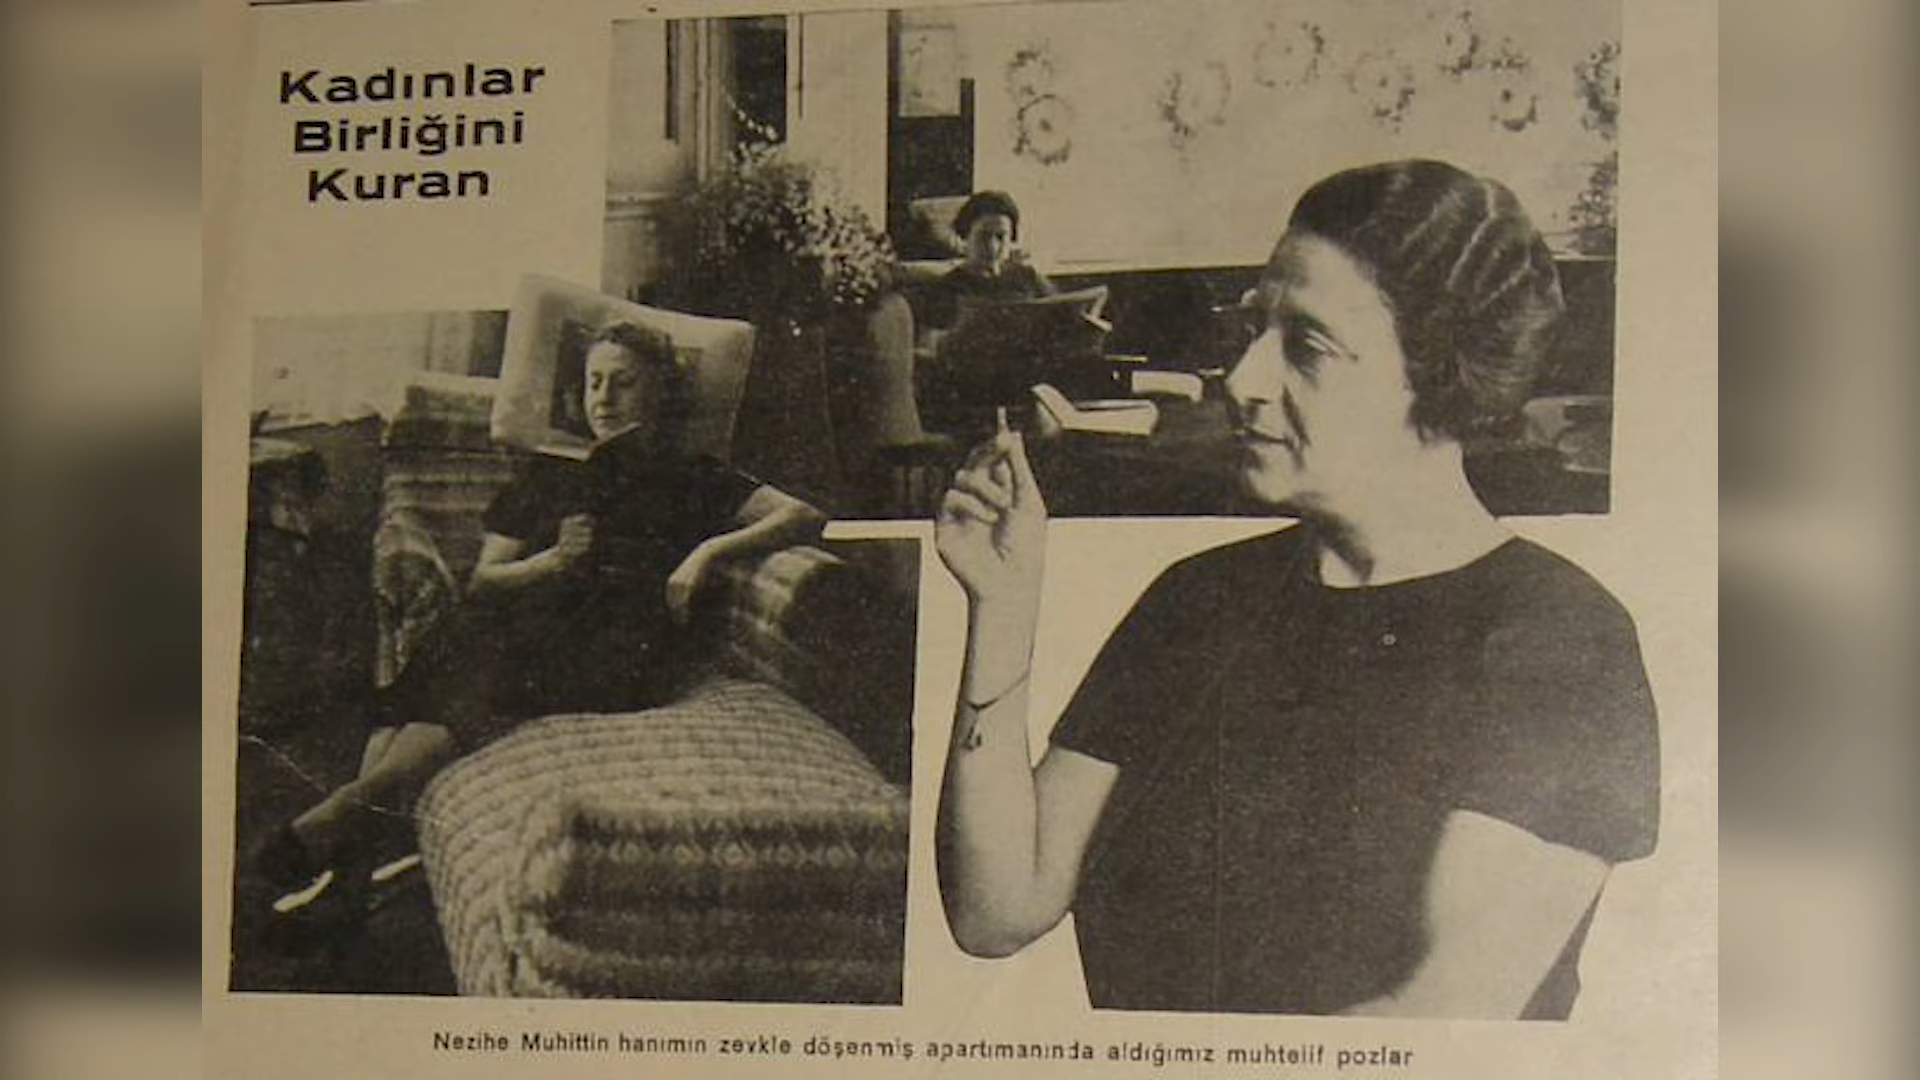 Kadınlar
Birliğini
Kuran
Nezihe Muhittin hanımın zevkle döşenmiş apartımanında aldığımız muhtelif pozlar